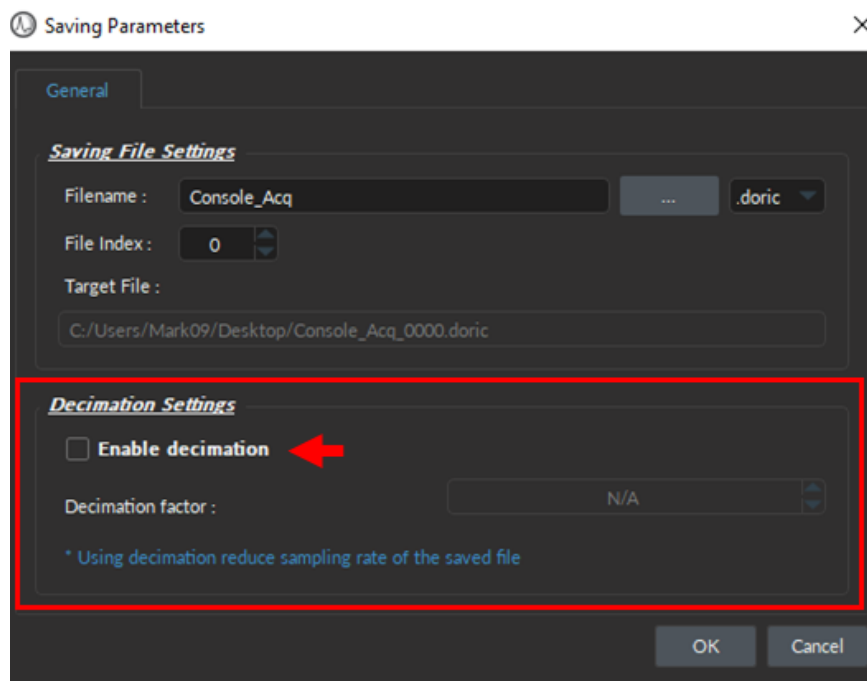 Saving Parameters
General
Saving File Settings
Filename : Console_Acq ... .doric
File Index : 0
Target File :
C:/Users/Mark09/Desktop/Console_Acq_0000.doric
Decimation Settings
Enable decimation
Decimation factor : N/A
* Using decimation reduce sampling rate of the saved file
OK Cancel